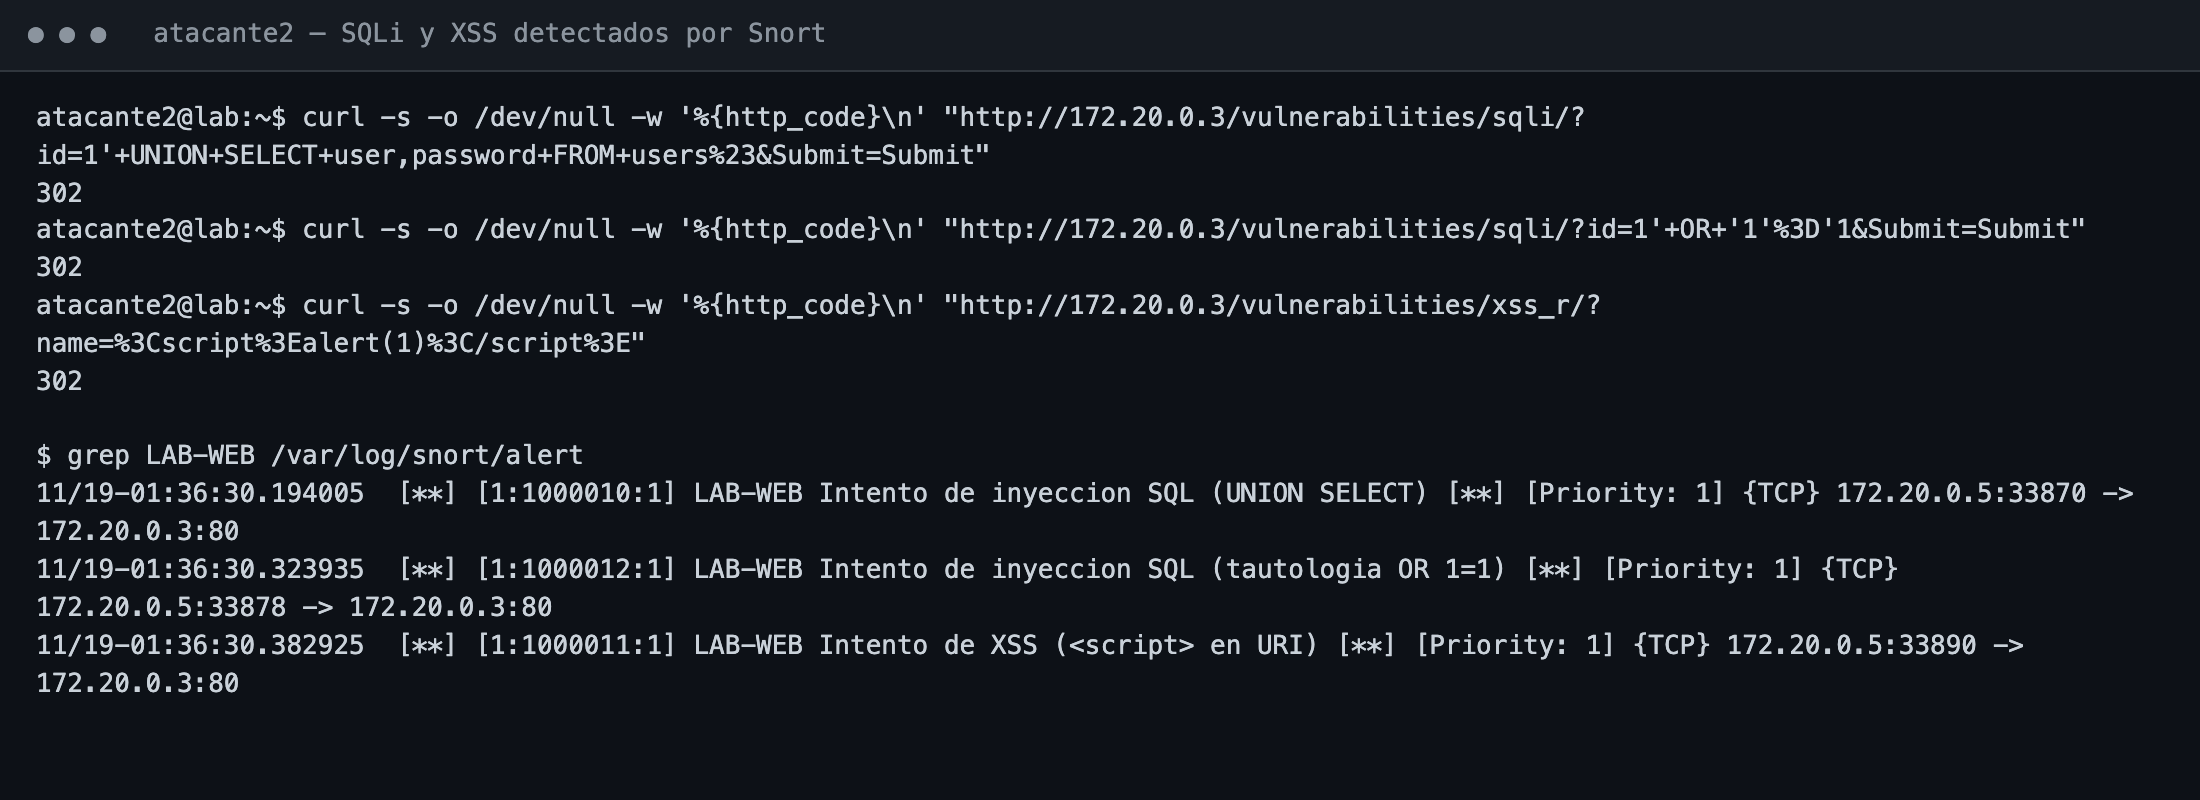 atacante2 — SQLi y XSS detectados por Snort
atacante2@lab:~$ curl -s -o /dev/null -w '%{http_code}\n' "http://172.20.0.3/vulnerabilities/sqli/?
id=1'+UNION+SELECT+user,password+FROM+users%23&Submit=Submit"
302
atacante2@lab:~$ curl -s -o /dev/null -w '%{http_code}\n' "http://172.20.0.3/vulnerabilities/sqli/?id=1'+OR+'1'%3D'1&Submit=Submit"
302
atacante2@lab:~$ curl -s -o /dev/null -w '%{http_code}\n' "http://172.20.0.3/vulnerabilities/xss_r/?
name=%3Cscript%3Ealert(1)%3C/script%3E"
302
$ grep LAB-WEB /var/log/snort/alert
11/19-01:36:30.194005  [**] [1:1000010:1] LAB-WEB Intento de inyeccion SQL (UNION SELECT) [**] [Priority: 1] {TCP} 172.20.0.5:33870 ->
172.20.0.3:80
11/19-01:36:30.323935  [**] [1:1000012:1] LAB-WEB Intento de inyeccion SQL (tautologia OR 1=1) [**] [Priority: 1] {TCP}
172.20.0.5:33878 -> 172.20.0.3:80
11/19-01:36:30.382925  [**] [1:1000011:1] LAB-WEB Intento de XSS (<script> en URI) [**] [Priority: 1] {TCP} 172.20.0.5:33890 ->
172.20.0.3:80